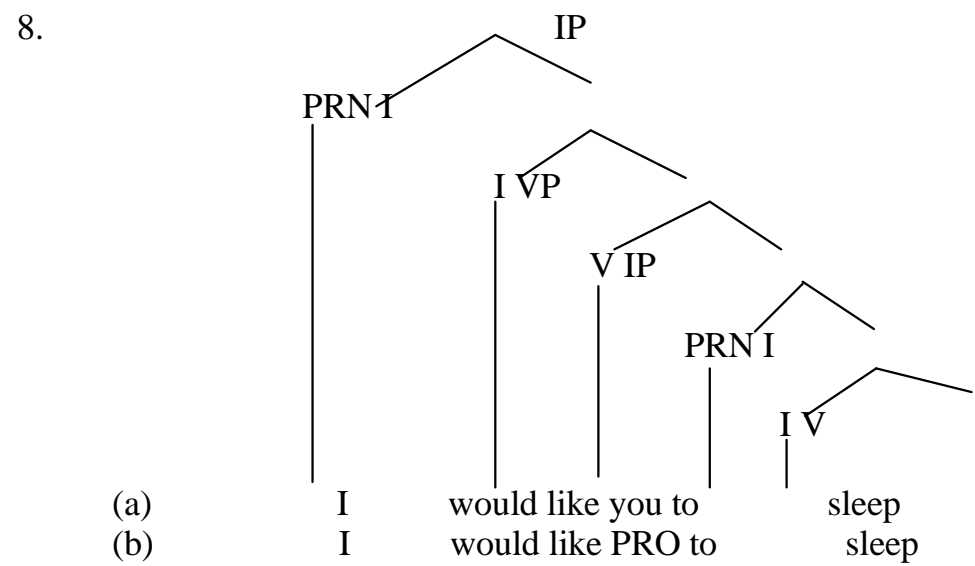 8. IP
PRN I
I VP
V IP
PRN I
I V
(a) I would like you to sleep
(b) I would like PRO to sleep